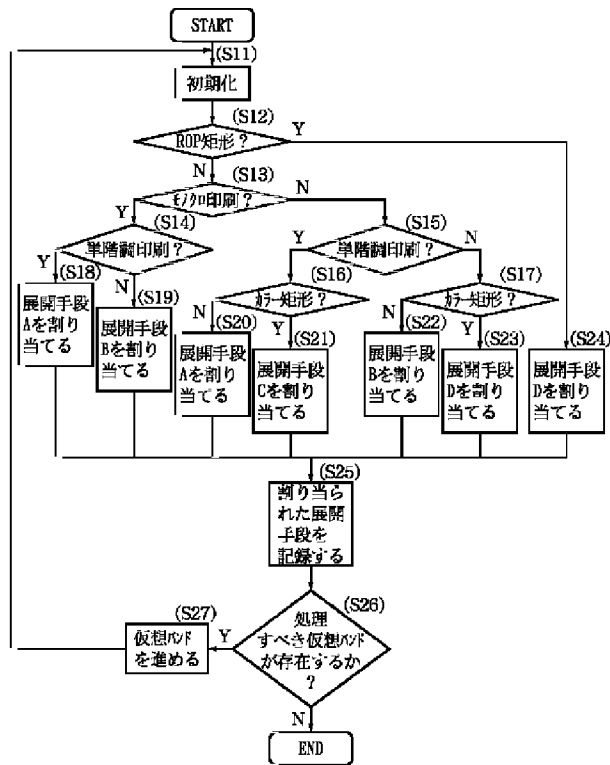 START
(S11)
初期化
(S12)
ROP矩形?
Y
N
(S13)
ﾓﾉｸﾛ印刷?
N
Y
(S14)
単階調印刷?
(S15)
単階調印刷?
N
Y
(S18)
N
(S19)
Y
(S16)
ｶﾗｰ矩形?
(S17)
ｶﾗｰ矩形?
展開手段
Aを割り
当てる
展開手段
Bを割り
当てる
N
(S20)
Y
(S21)
N
(S22)
Y
(S23)
(S24)
展開手段
Aを割り
当てる
展開手段
Cを割り
当てる
展開手段
Bを割り
当てる
展開手段
Dを割り
当てる
展開手段
Dを割り
当てる
(S25)
割り当られ
れた展開
手段を
記録する
(S26)
処理
すべき仮想ﾊﾞﾝﾄﾞ
が存在するか
?
Y
(S27)
仮想ﾊﾞﾝﾄﾞ
を進める
N
END